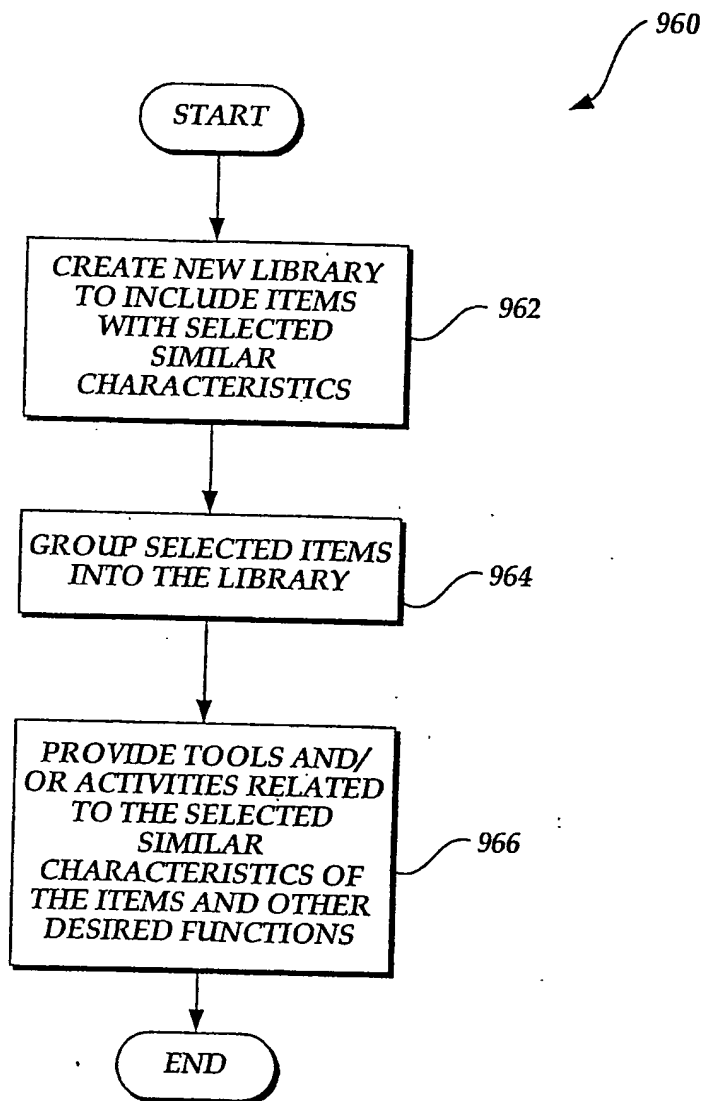 960
START
CREATE NEW LIBRARY
TO INCLUDE ITEMS
WITH SELECTED
SIMILAR
CHARACTERISTICS
962
GROUP SELECTED ITEMS
INTO THE LIBRARY
964
PROVIDE TOOLS AND/
OR ACTIVITIES RELATED
TO THE SELECTED
SIMILAR
CHARACTERISTICS OF
THE ITEMS AND OTHER
DESIRED FUNCTIONS
966
END